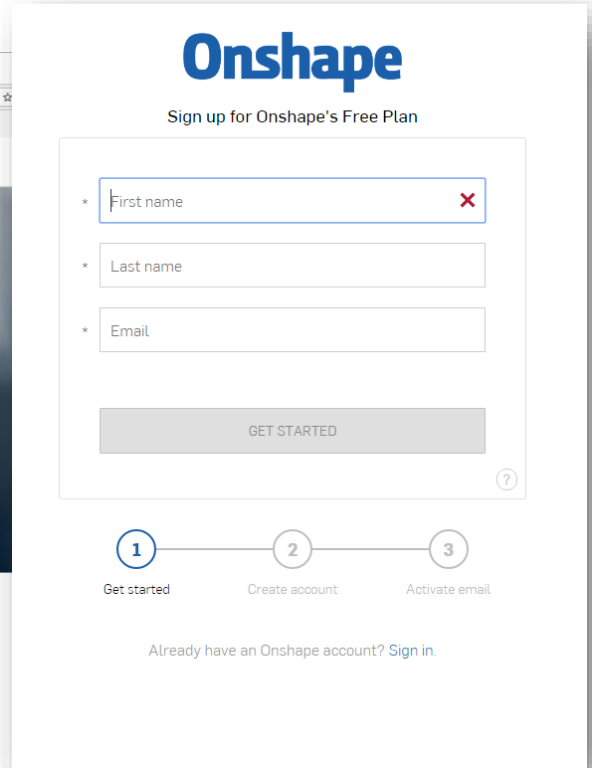 Onshape
Sign up for Onshape's Free Plan
* First name
* Last name
* Email
GET STARTED
?
1 2 3
Get started Create account Activate email
Already have an Onshape account? Sign in.